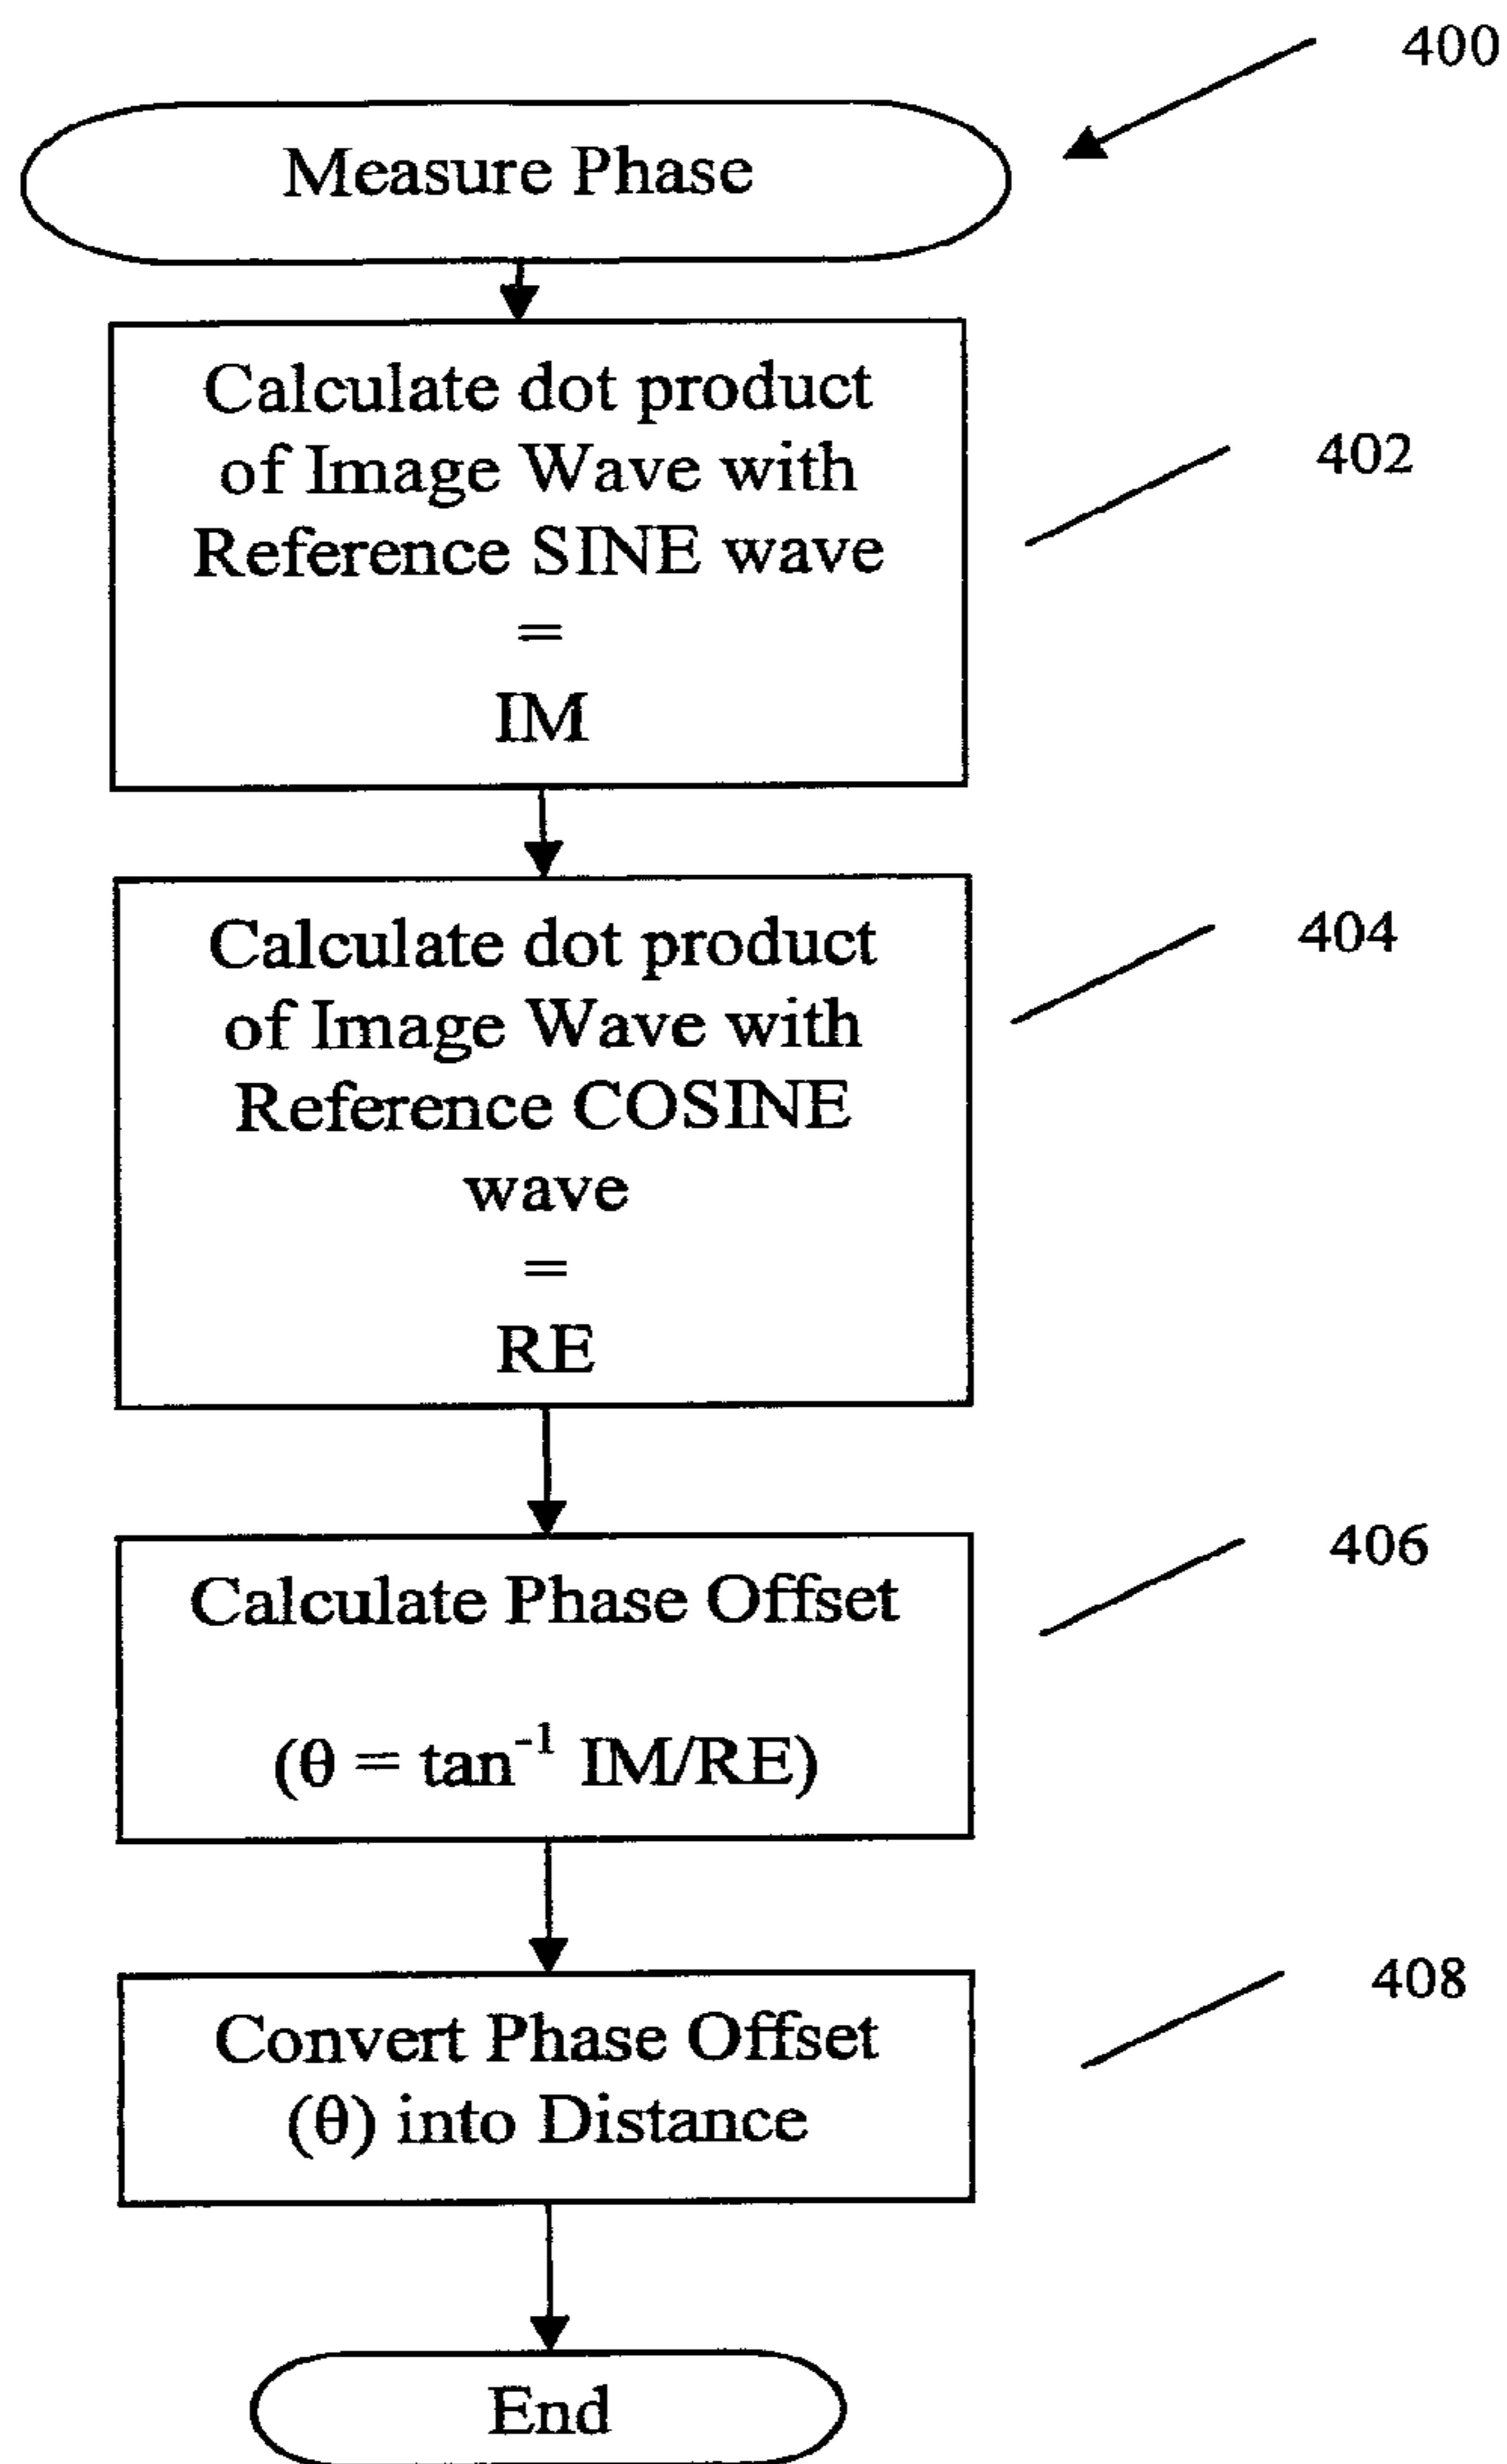 400
Measure Phase
Calculate dot product
of Image Wave with
Reference SINE wave
=
IM
402
Calculate dot product
of Image Wave with
Reference COSINE
wave
=
RE
404
Calculate Phase Offset
(θ = tan⁻¹ IM/RE)
406
Convert Phase Offset
(θ) into Distance
408
End